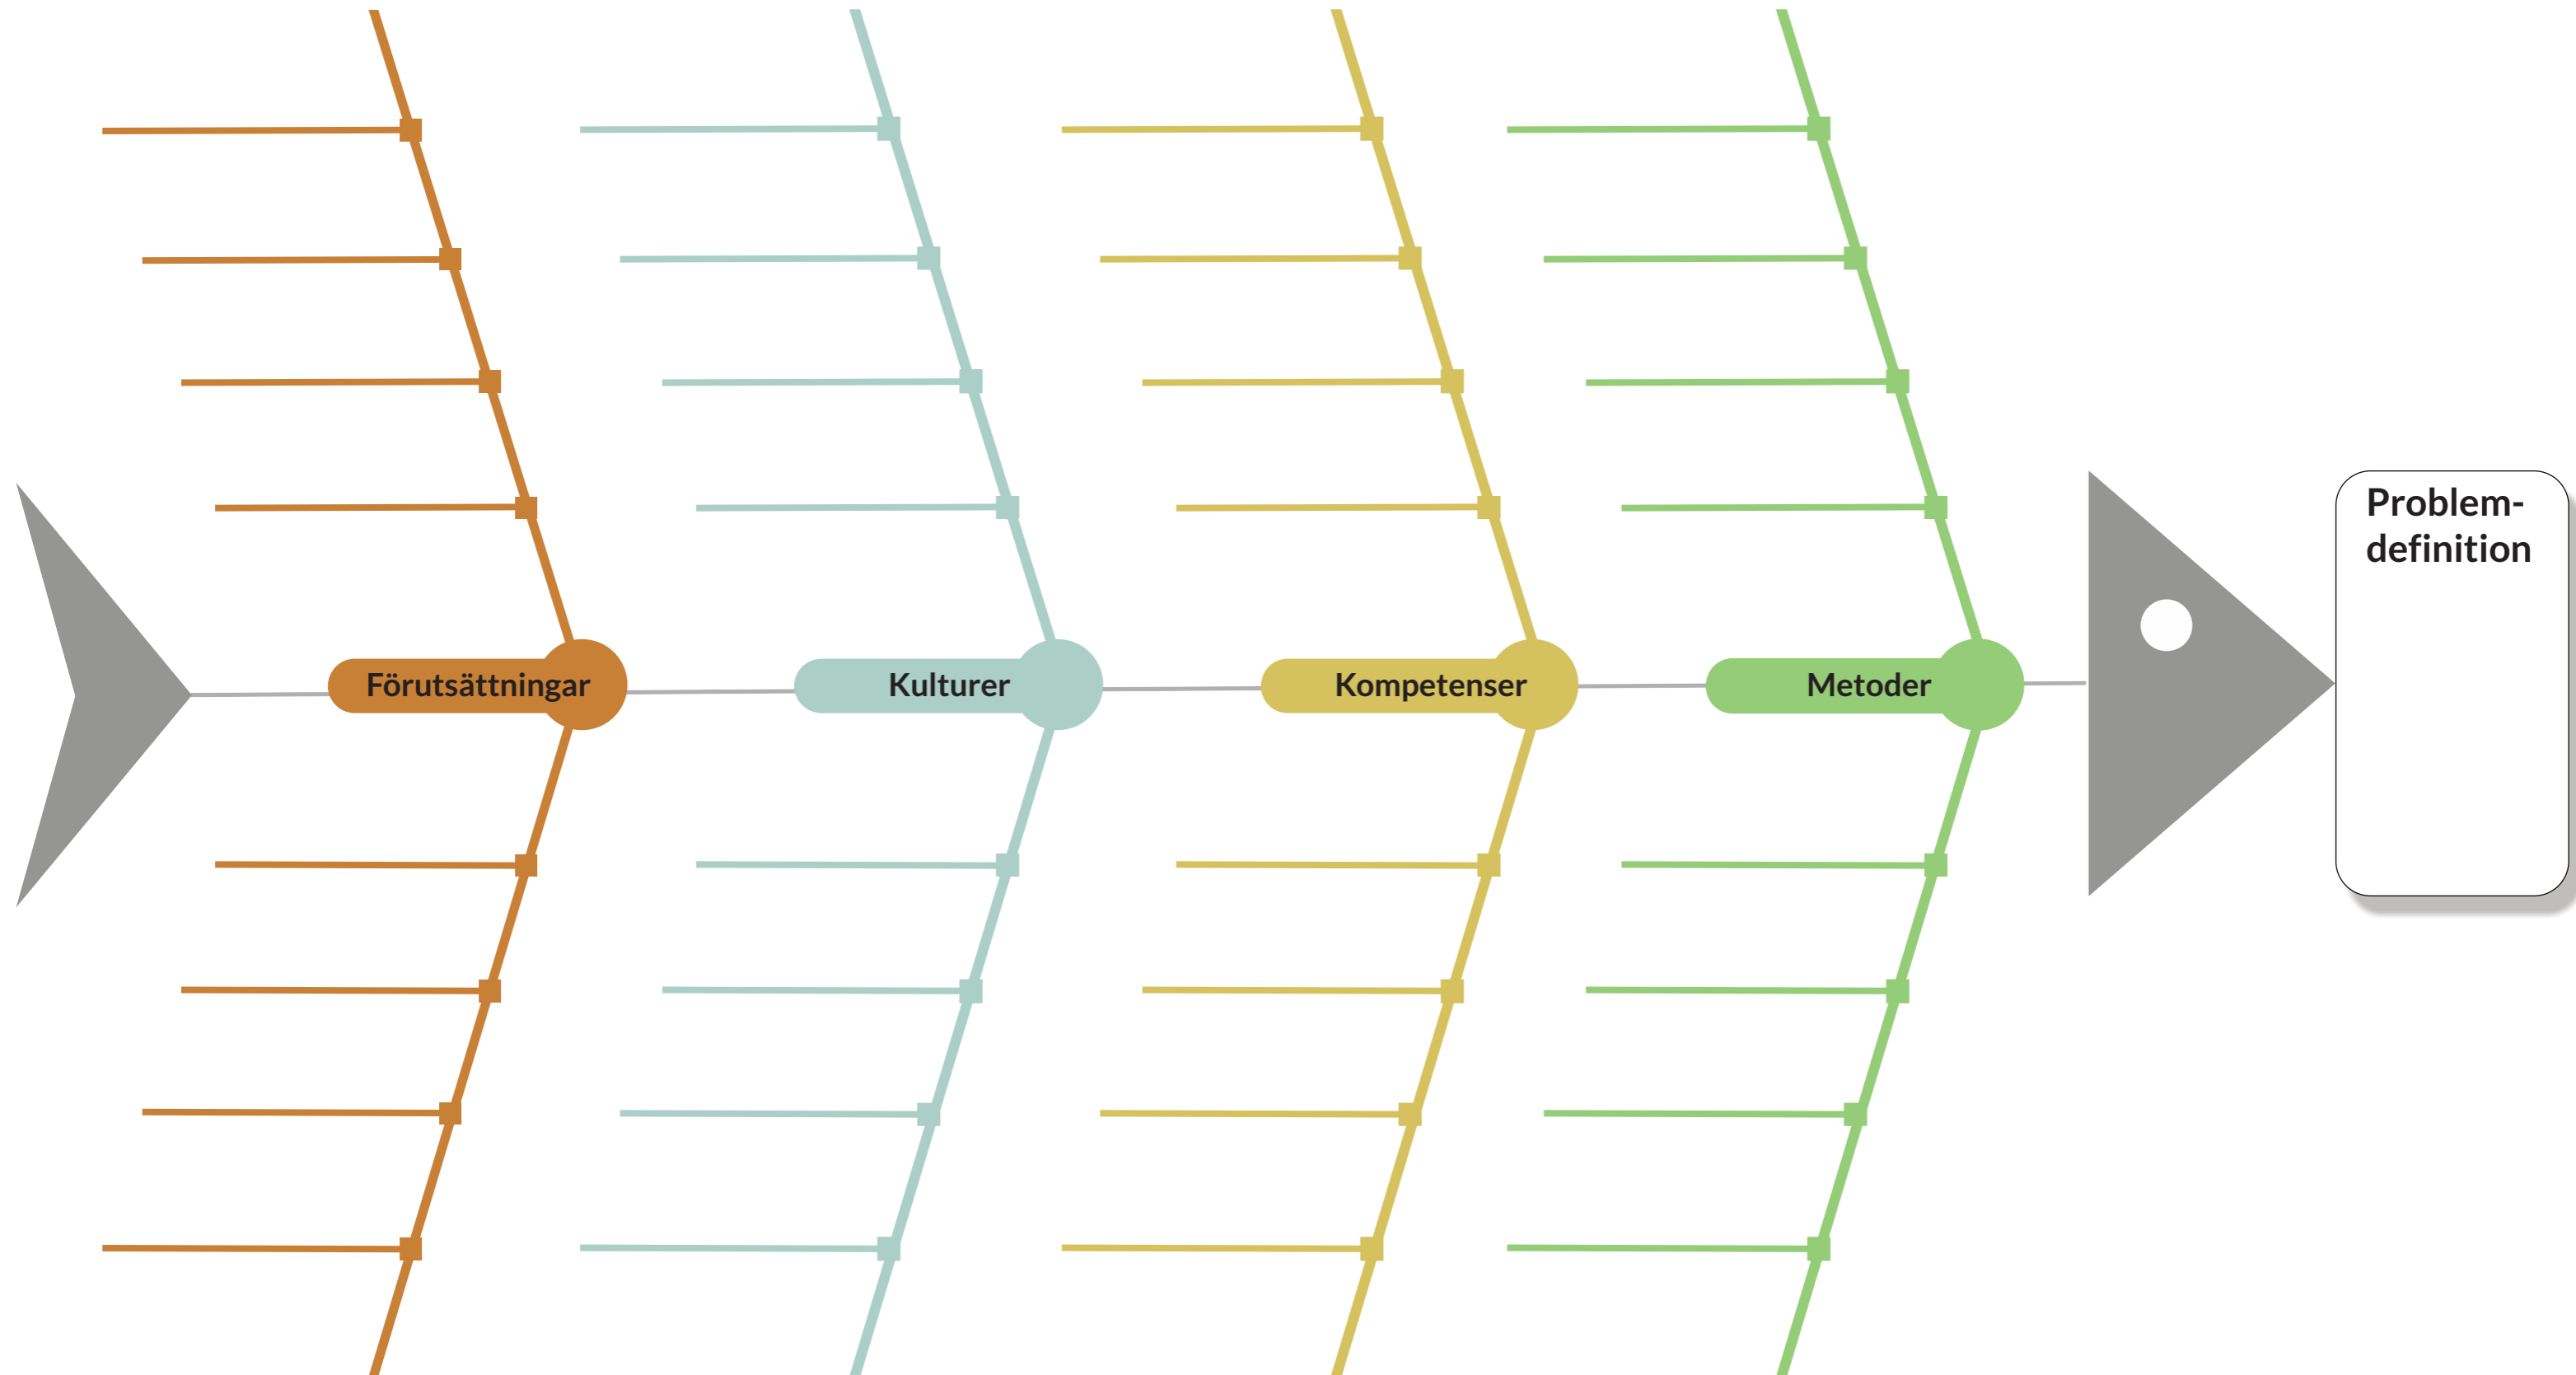 Problem-
definition
Förutsättningar
Kulturer
Kompetenser
Metoder